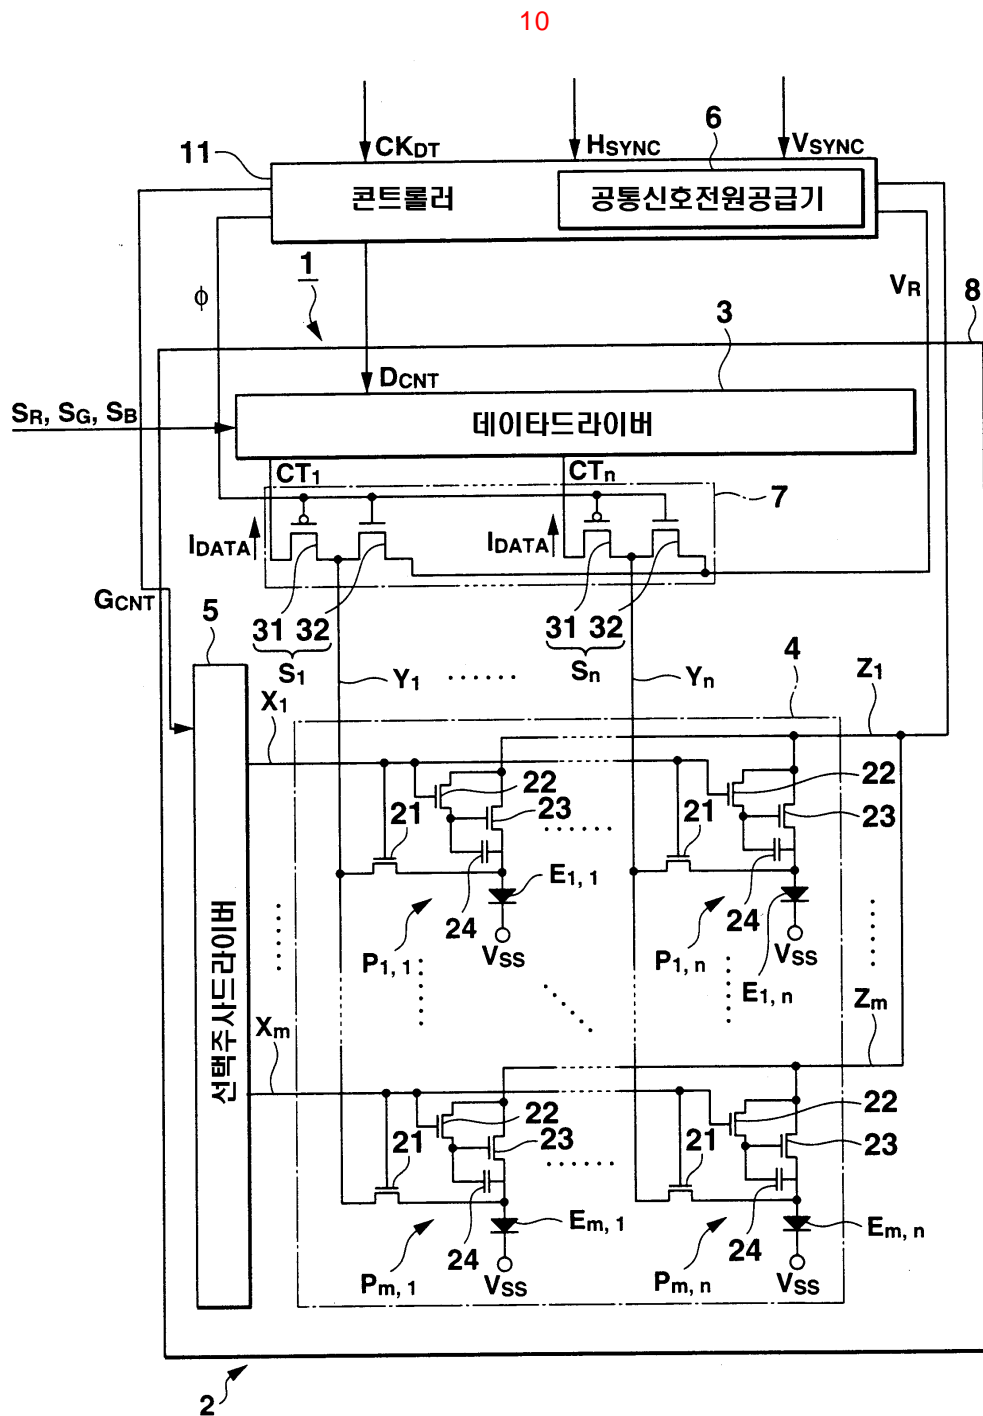 10
CKDT HSYNC 6 VSYNC
11
콘트롤러 공통신호전원공급기
ϕ 1 VR 8
3
DCNT
SR, SG, SB
데이타드라이버
CT1 CTn
7
IDATA IDATA
GCNT
5 31 32 31 32
S1 Sn
Y1 Yn 4 Z1
X1
22 22
21 23 21 23
E1, 1
24 24
P1, 1 VSS P1, n VSS
E1, n
선택주사드라이버
Xm Zm
22 22
21 23 21 23
24 Em, 1 24 Em, n
Pm, 1 VSS Pm, n VSS
2